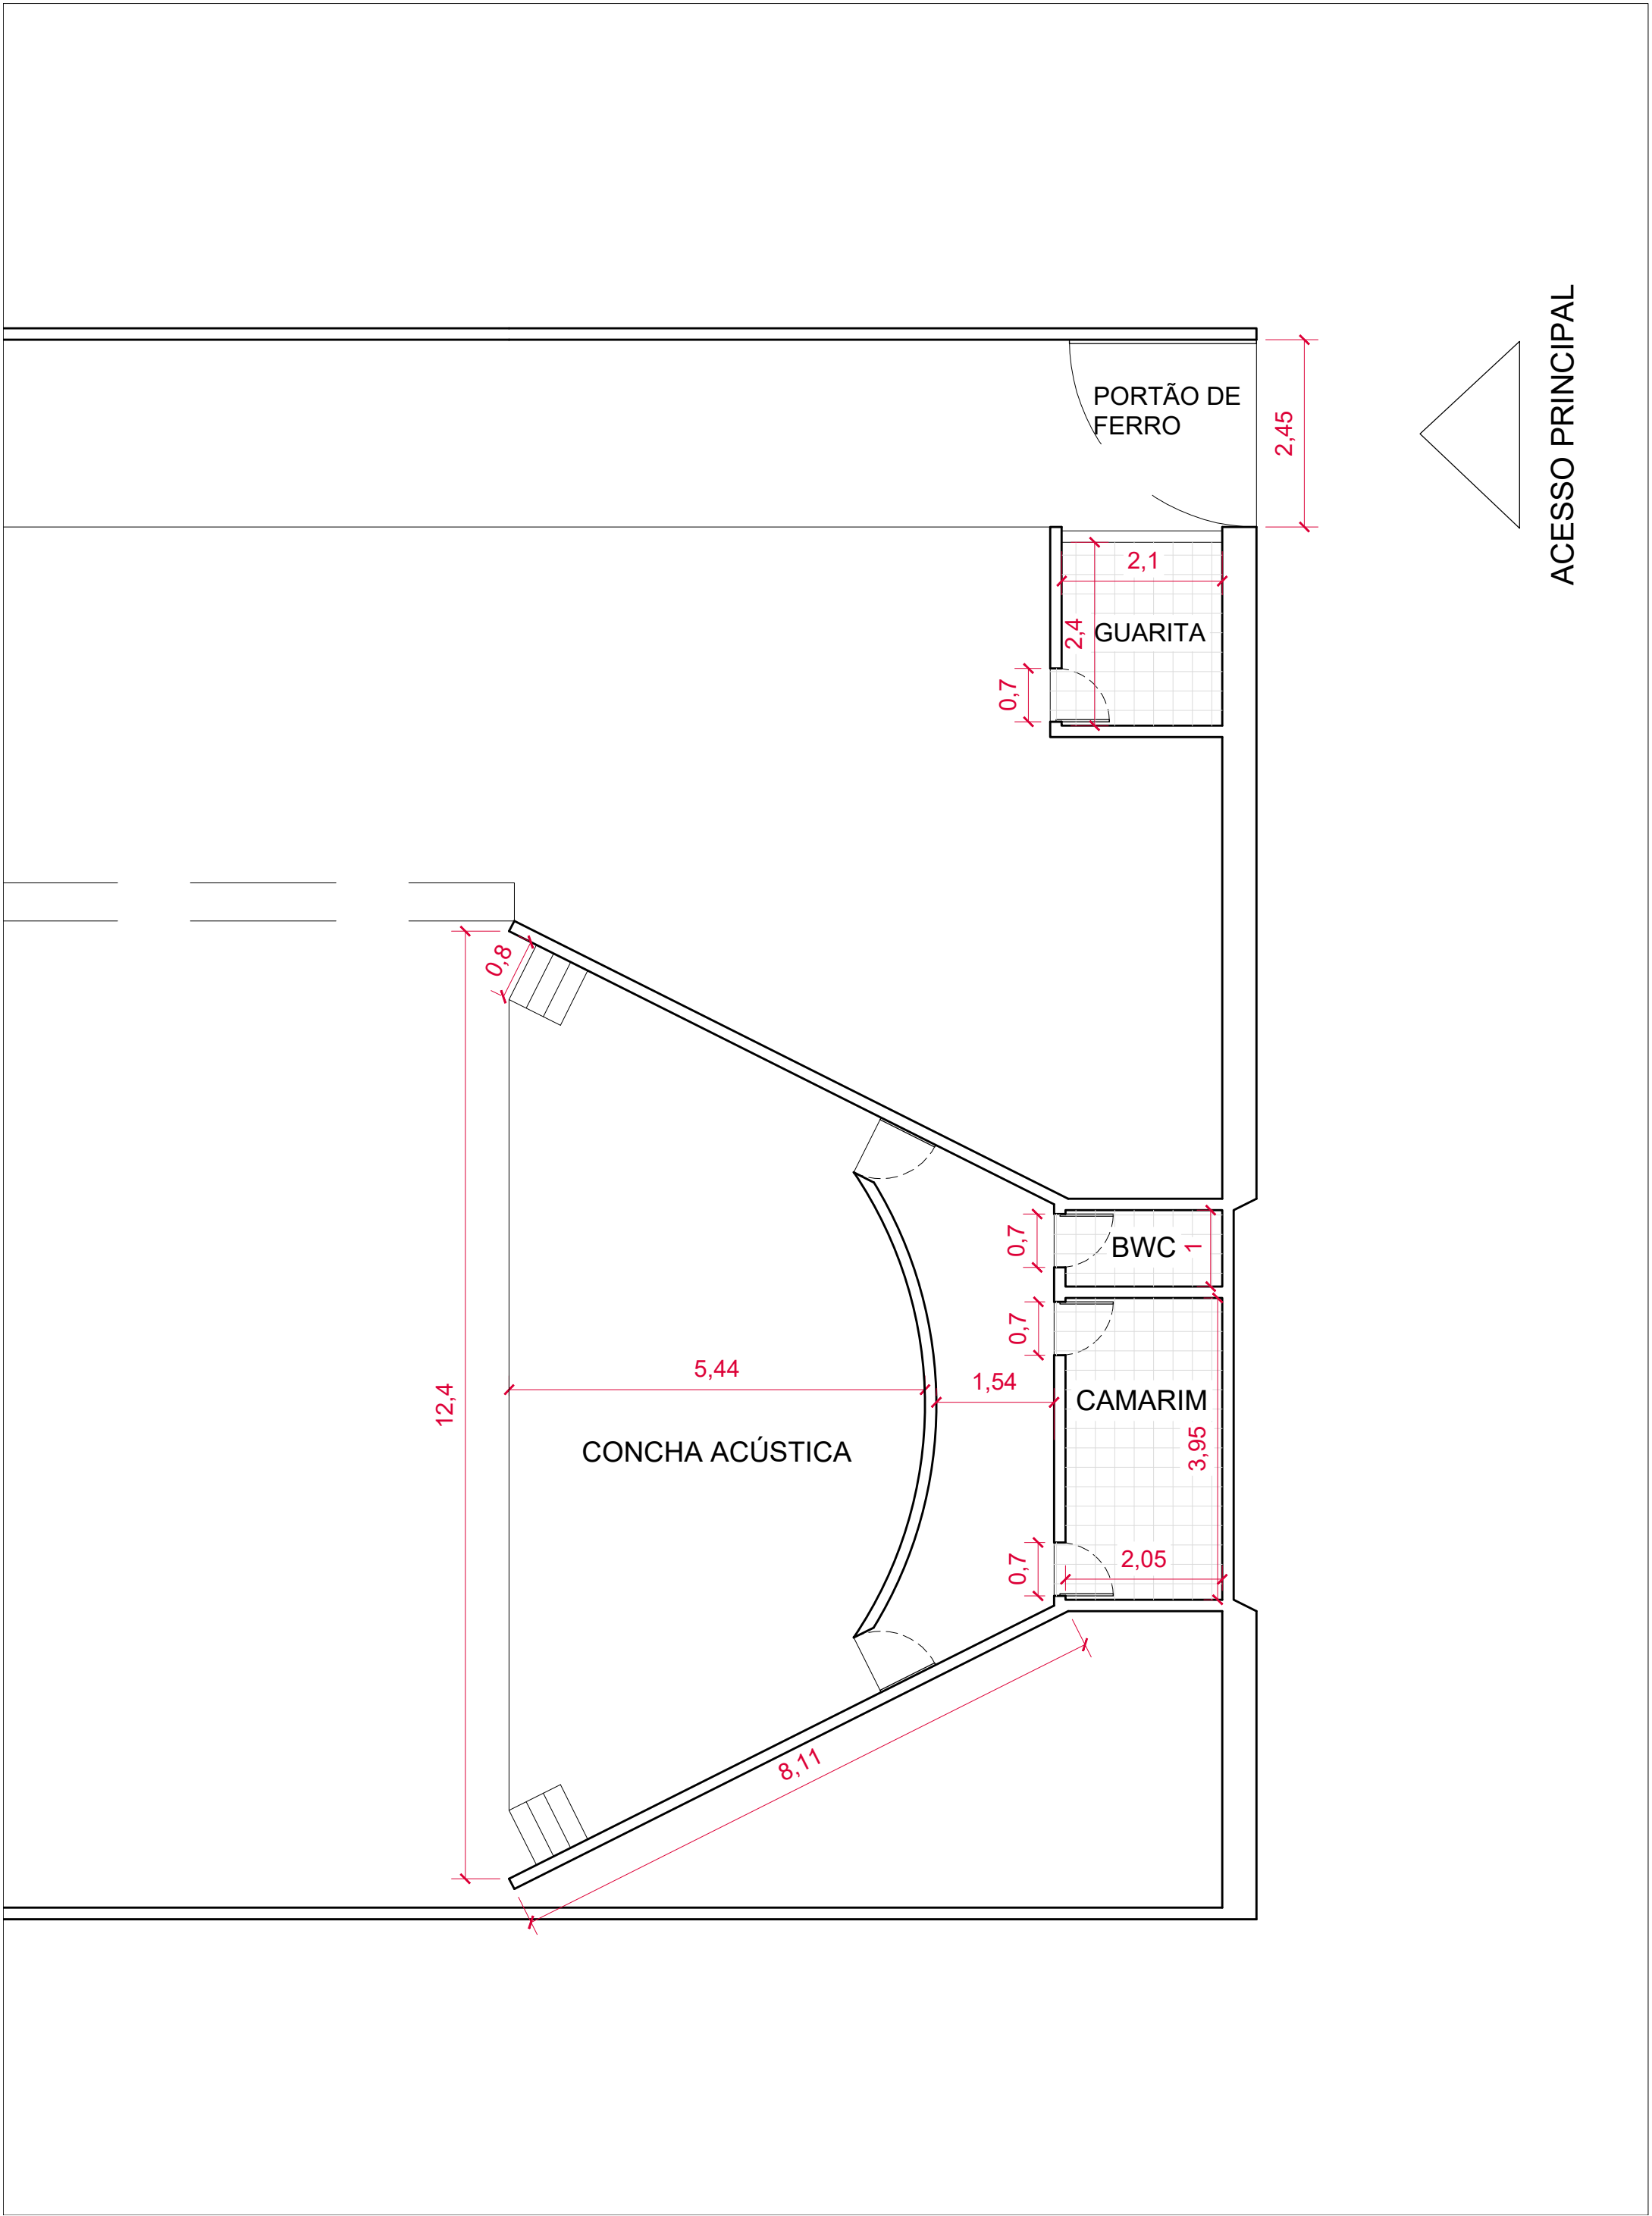 ACESSO PRINCIPAL
PORTÃO DE
FERRO
2,45
2,1
2,4
GUARITA
0,7
0,8
0,7
BWC
1
0,7
5,44
1,54
12,4
CAMARIM
3,95
CONCHA ACÚSTICA
0,7
2,05
8,11